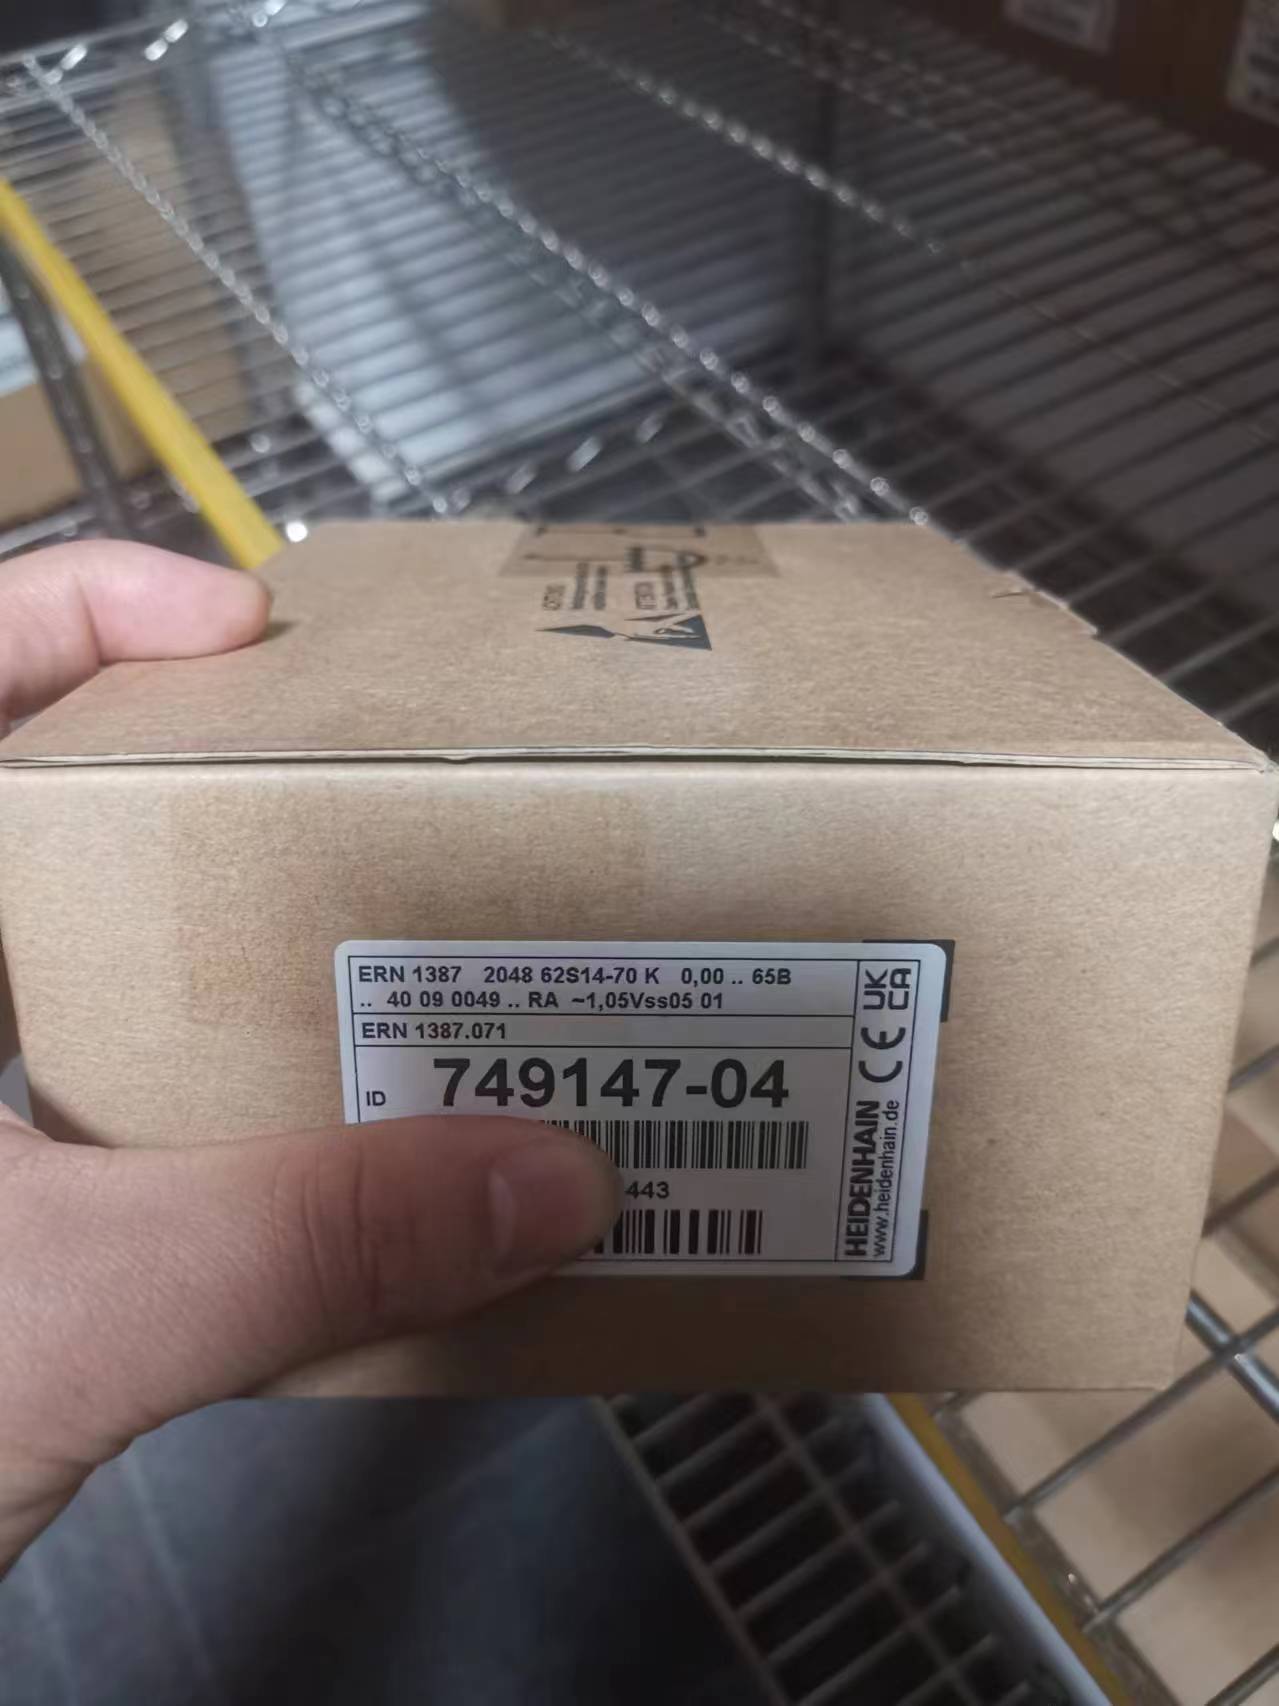 ERN 1387 2048 62S14-70 K 0,00 .. 65B
.. 40 09 0049 .. RA ~1,05Vss05 01
ERN 1387.071
ID 749147-04
-443
UK
CA
CE
HEIDENHAIN
www.heidenhain.de